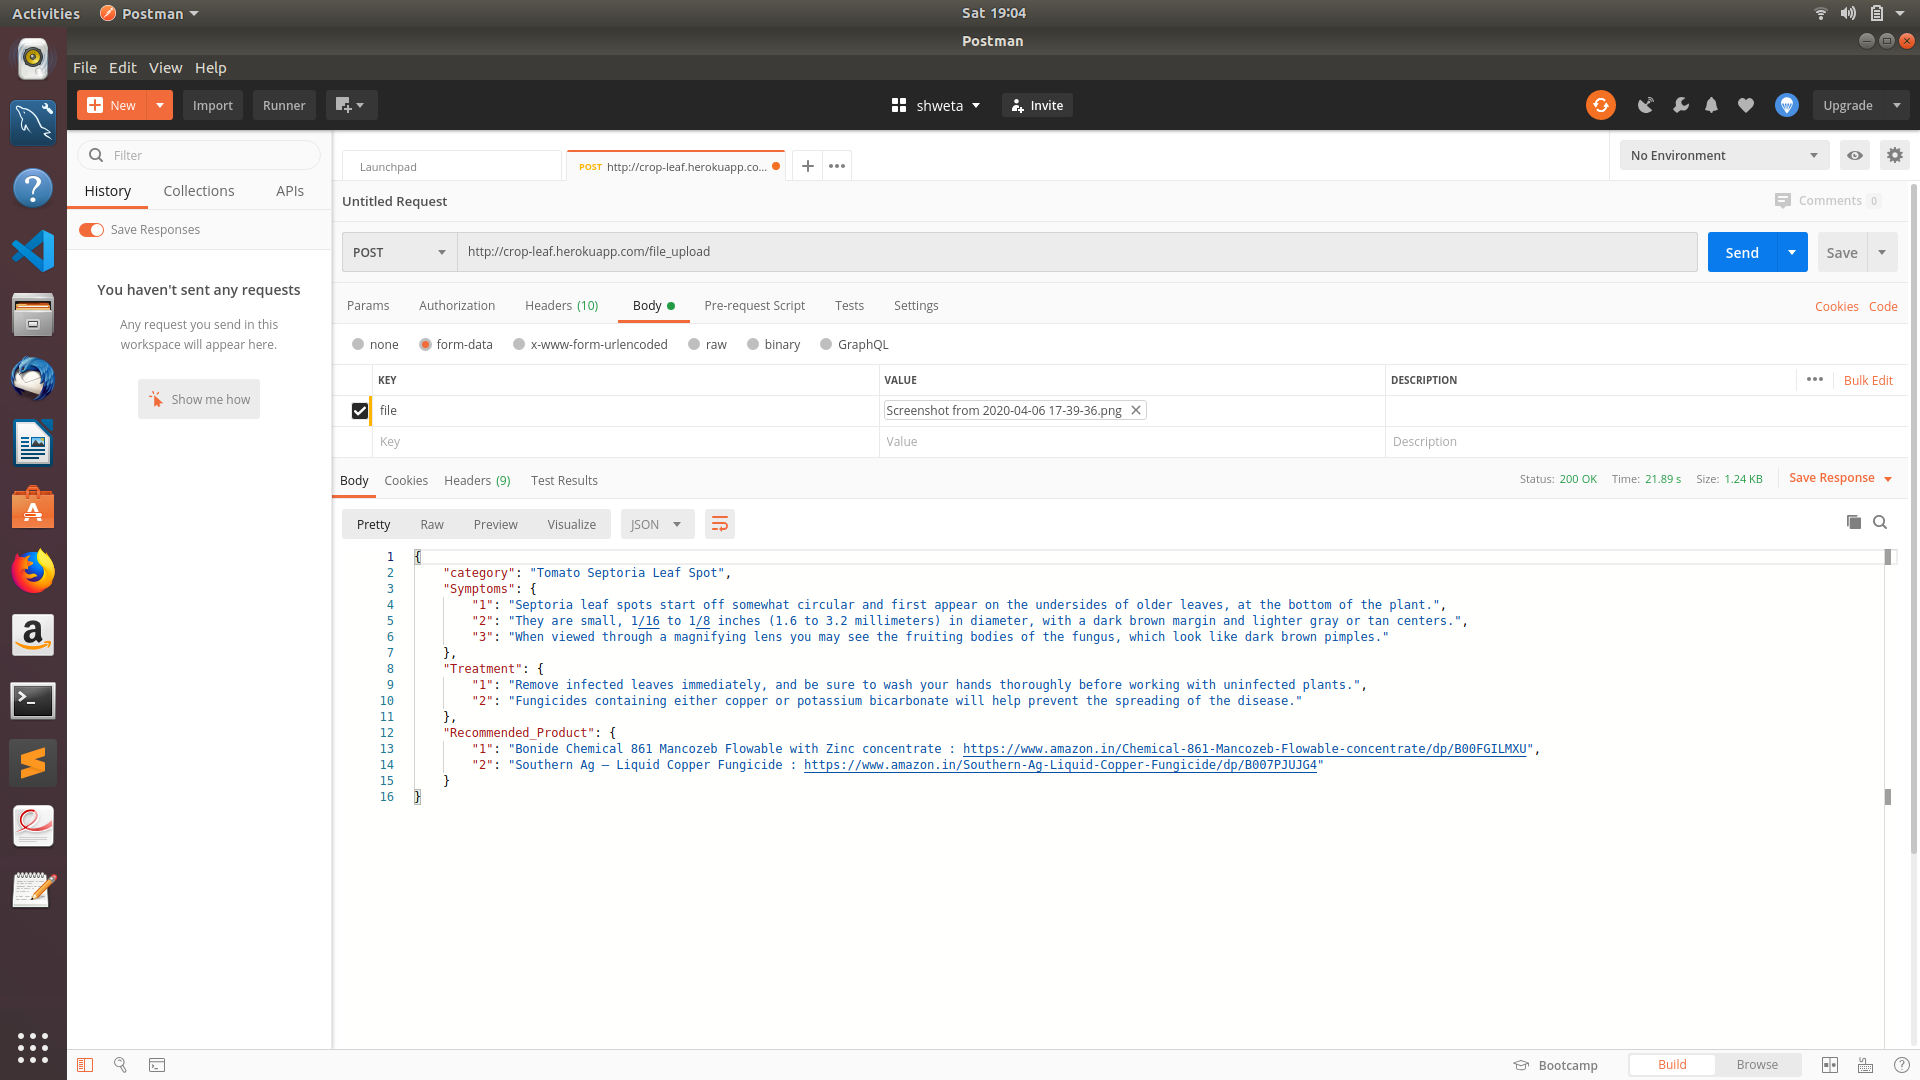 Activities
Postman
Sat 19:04
Postman
File Edit View Help
New
Import
Runner
shweta
Invite
Upgrade
Filter
History
Collections
APIs
Save Responses
You haven't sent any requests
Any request you send in this
workspace will appear here.
Show me how
Launchpad
POST http://crop-leaf.herokuapp.co...
No Environment
Untitled Request
Comments 0
POST
http://crop-leaf.herokuapp.com/file_upload
Send
Save
Params
Authorization
Headers (10)
Body
Pre-request Script
Tests
Settings
Cookies
Code
none
form-data
x-www-form-urlencoded
raw
binary
GraphQL
KEY
VALUE
DESCRIPTION
Bulk Edit
file
Screenshot from 2020-04-06 17-39-36.png
Key
Value
Description
Body
Cookies
Headers (9)
Test Results
Status: 200 OK
Time: 21.89 s
Size: 1.24 KB
Save Response
Pretty
Raw
Preview
Visualize
JSON
1 {
2 "category": "Tomato Septoria Leaf Spot",
3 "Symptoms": {
4 "1": "Septoria leaf spots start off somewhat circular and first appear on the undersides of older leaves, at the bottom of the plant.",
5 "2": "They are small, 1/16 to 1/8 inches (1.6 to 3.2 millimeters) in diameter, with a dark brown margin and lighter gray or tan centers.",
6 "3": "When viewed through a magnifying lens you may see the fruiting bodies of the fungus, which look like dark brown pimples."
7 },
8 "Treatment": {
9 "1": "Remove infected leaves immediately, and be sure to wash your hands thoroughly before working with uninfected plants.",
10 "2": "Fungicides containing either copper or potassium bicarbonate will help prevent the spreading of the disease."
11 },
12 "Recommended_Product": {
13 "1": "Bonide Chemical 861 Mancozeb Flowable with Zinc concentrate : https://www.amazon.in/Chemical-861-Mancozeb-Flowable-concentrate/dp/B00FGILMXU",
14 "2": "Southern Ag – Liquid Copper Fungicide : https://www.amazon.in/Southern-Ag-Liquid-Copper-Fungicide/dp/B007PJUJG4"
15 }
16 }
Bootcamp
Build
Browse